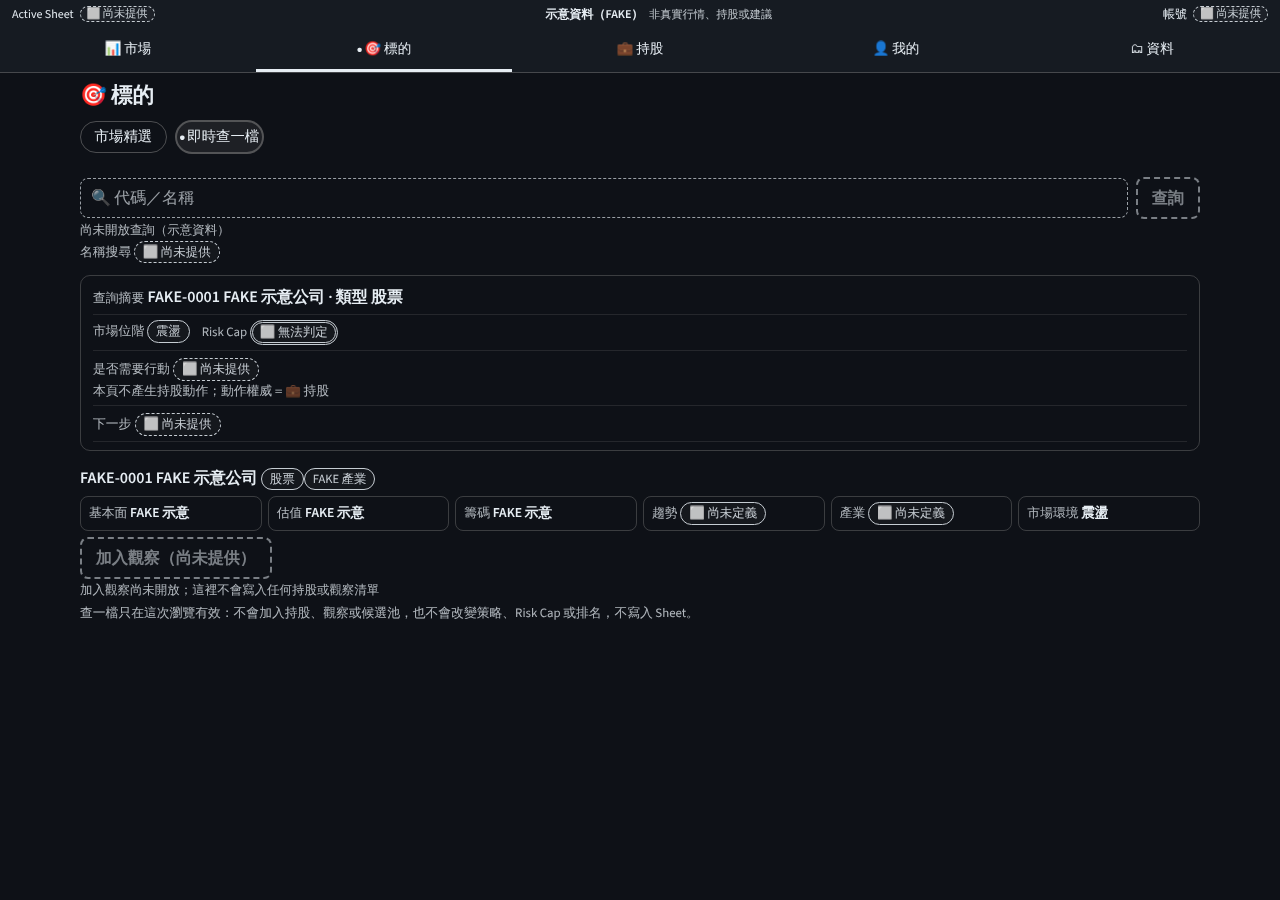 Active Sheet ⬜ 尚未提供 示意資料（FAKE） 非真實行情、持股或建議 帳號 ⬜ 尚未提供
📊 市場 • 🎯 標的 💼 持股 👤 我的 🗂 資料
🎯 標的
市場精選 • 即時查一檔
🔍 代碼／名稱 查詢
尚未開放查詢（示意資料）
名稱搜尋 ⬜ 尚未提供
查詢摘要 FAKE-0001 FAKE 示意公司 · 類型 股票
市場位階 震盪 Risk Cap ⬜ 無法判定
是否需要行動 ⬜ 尚未提供
本頁不產生持股動作；動作權威＝💼 持股
下一步 ⬜ 尚未提供
FAKE-0001 FAKE 示意公司 股票 FAKE 產業
基本面 FAKE 示意 估值 FAKE 示意 籌碼 FAKE 示意 趨勢 ⬜ 尚未定義 產業 ⬜ 尚未定義 市場環境 震盪
加入觀察（尚未提供）
加入觀察尚未開放；這裡不會寫入任何持股或觀察清單
查一檔只在這次瀏覽有效：不會加入持股、觀察或候選池，也不會改變策略、Risk Cap 或排名，不寫入 Sheet。